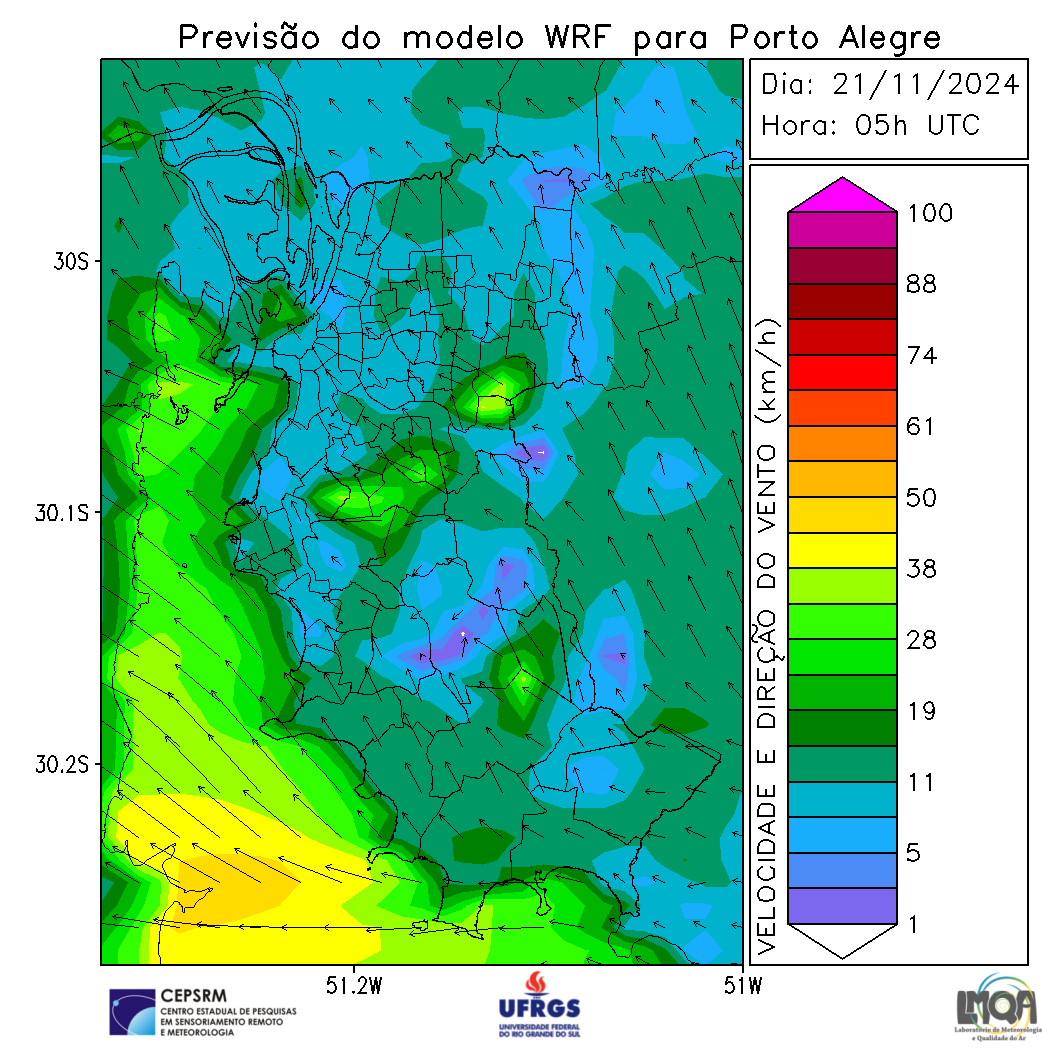 Previsão do modelo WRF para Porto Alegre
Dia: 21/11/2024
Hora: 05h UTC
30S
30.1S
30.2S
51.2W
51W
VELOCIDADE E DIREÇÃO DO VENTO (km/h)
100
88
74
61
50
38
28
19
11
5
1
CEPSRM
CENTRO ESTADUAL DE PESQUISAS
EM SENSORIAMENTO REMOTO
E METEOROLOGIA
UFRGS
UNIVERSIDADE FEDERAL
DO RIO GRANDE DO SUL
LMQA
Laboratório de Meteorologia
e Qualidade do Ar